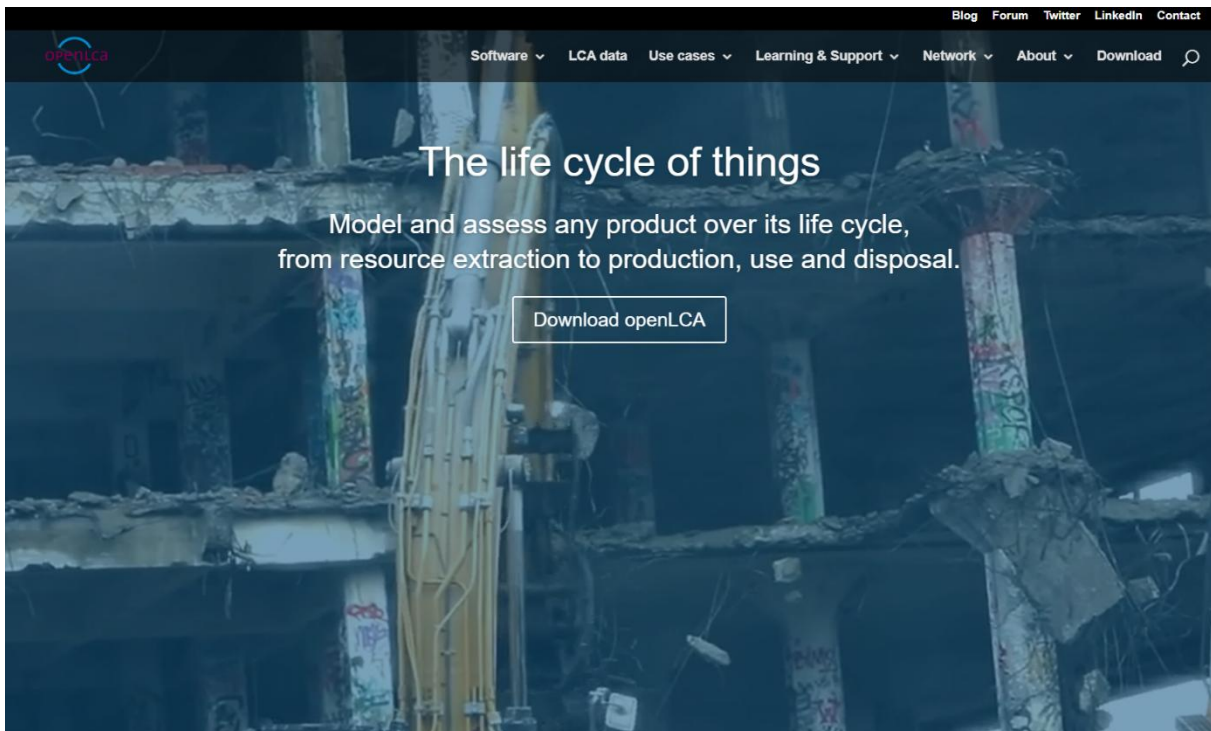 Blog Forum Twitter LinkedIn Contact
openLCa
Software LCA data Use cases Learning & Support Network About Download
The life cycle of things
Model and assess any product over its life cycle,
from resource extraction to production, use and disposal.
Download openLCA